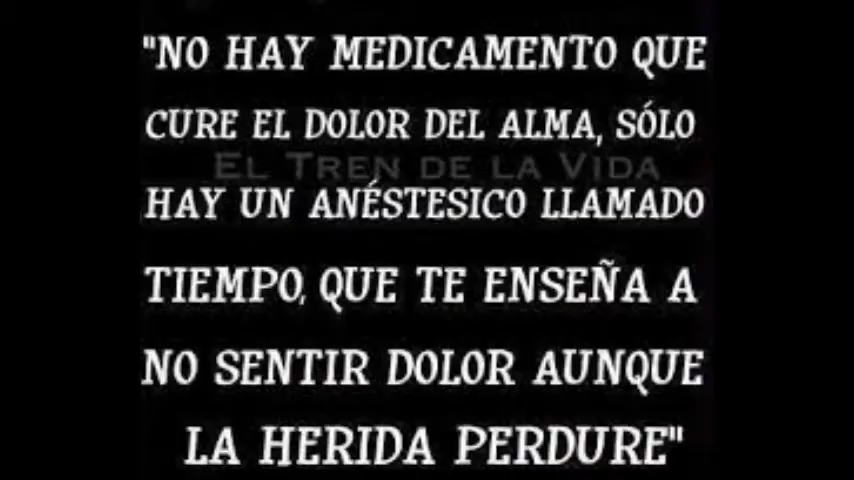 "NO HAY MEDICAMENTO QUE
CURE EL DOLOR DEL ALMA, SÓLO
EL TREN DE LA VIDA
HAY UN ANÉSTESICO LLAMADO
TIEMPO, QUE TE ENSEÑA A
NO SENTIR DOLOR AUNQUE
LA HERIDA PERDURE"